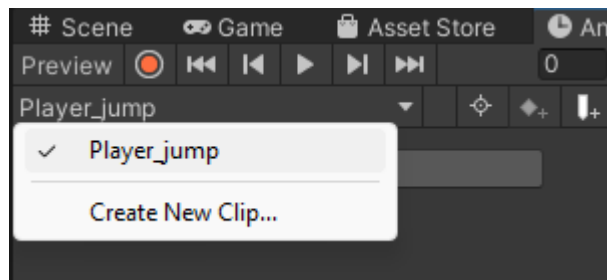 Scene Game Asset Store An
Preview 0
Player_jump
Player_jump
Create New Clip...